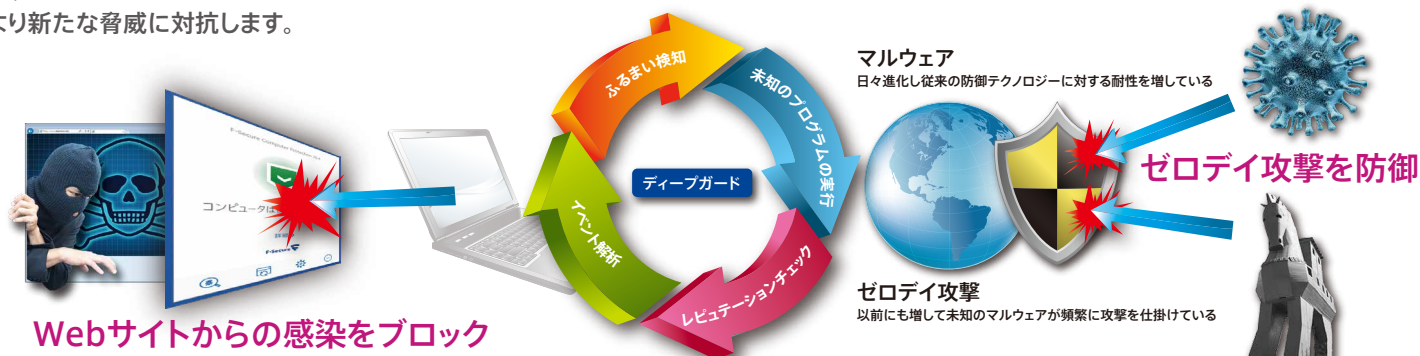 より新たな脅威に対抗します。
F-Secure Computer Protection
コンピュータは
F-Secure
Webサイトからの感染をブロック
ふるまい検知
未知のプログラムの実行
レピュテーションチェック
イベント解析
ディープガード
マルウェア
日々進化し従来の防御テクノロジーに対する耐性を増している
ゼロデイ攻撃を防御
ゼロデイ攻撃
以前にも増して未知のマルウェアが頻繁に攻撃を仕掛けている